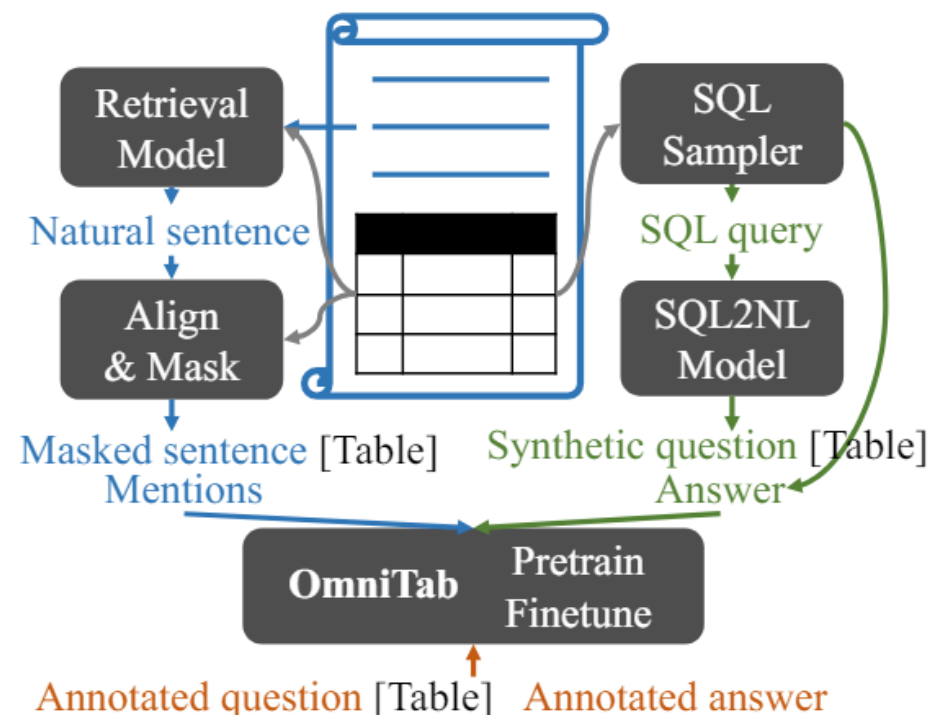 Retrieval
Model
Natural sentence
Align
& Mask
Masked sentence [Table]
Mentions
SQL
Sampler
SQL query
SQL2NL
Model
Synthetic question [Table]
Answer
OmniTab
Pretrain
Finetune
Annotated question [Table] Annotated answer